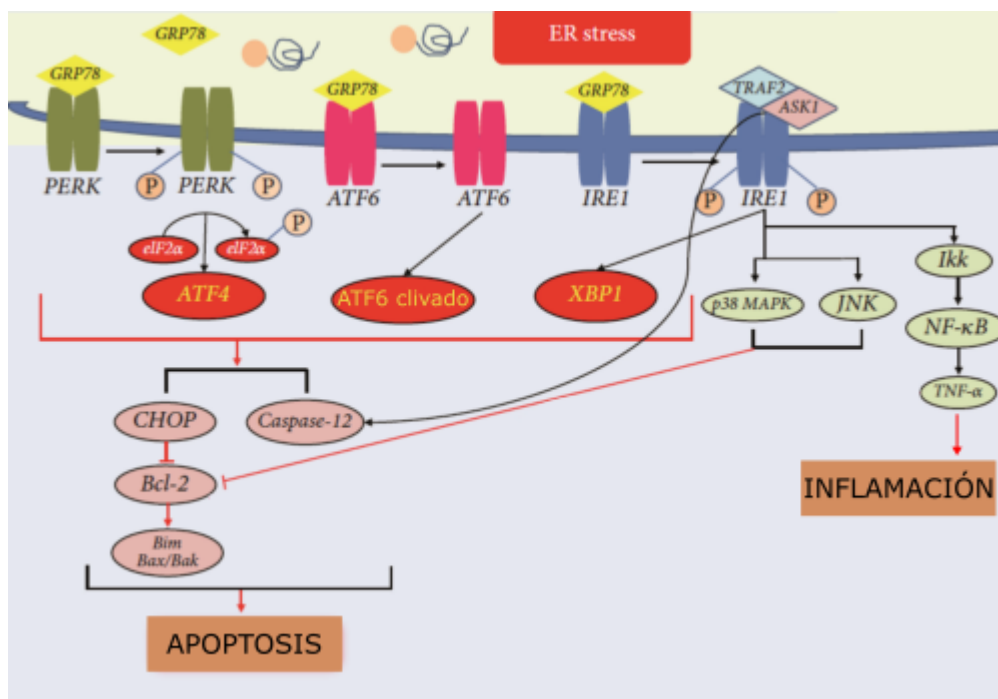 GRP78
ER stress
GRP78
GRP78
GRP78
TRAF2
ASK1
PERK
P
PERK
P
ATF6
ATF6
IRE1
P
IRE1
P
eIF2α
eIF2α
P
ATF4
ATF6 clivado
XBP1
p38 MAPK
JNK
Ikk
NF-κB
TNF-α
CHOP
Caspase-12
Bcl-2
INFLAMACIÓN
Bim
Bax/Bak
APOPTOSIS